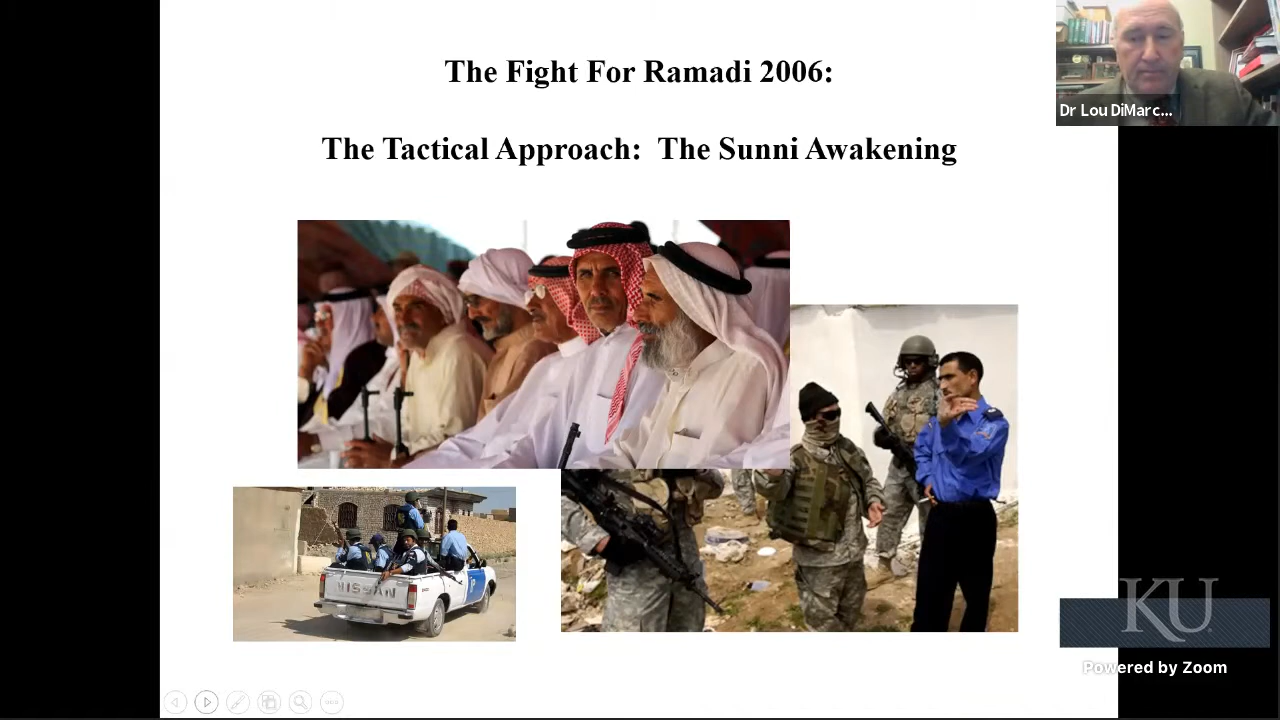 The Fight For Ramadi 2006:
The Tactical Approach: The Sunni Awakening
Dr Lou DiMarc...
NISSAN
P
KU
Powered by Zoom